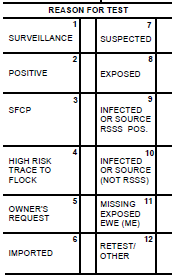 REASON FOR TEST
1
SURVEILLANCE
7
SUSPECTED
2
POSITIVE
8
EXPOSED
3
SFCP
9
INFECTED
OR SOURCE
RSSS POS.
4
HIGH RISK
TRACE TO
FLOCK
10
INFECTED
OR SOURCE
(NOT RSSS)
5
OWNER'S
REQUEST
11
MISSING
EXPOSED
EWE (ME)
6
IMPORTED
12
RETEST/
OTHER